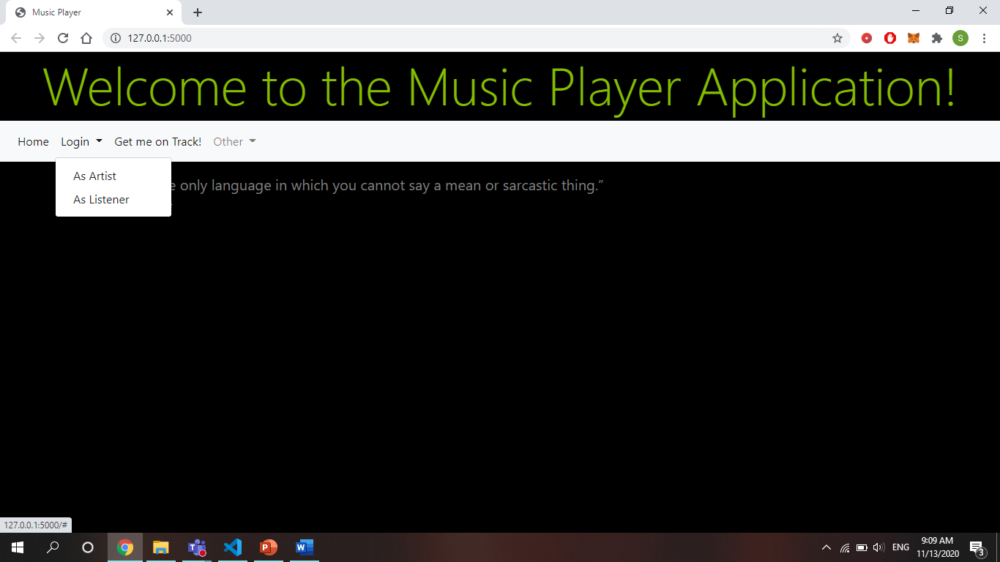 Music Player
127.0.0.1:5000
S
Welcome to the Music Player Application!
Home Login Get me on Track! Other
As Artist
As Listener
only language in which you cannot say a mean or sarcastic thing.”
127.0.0.1:5000/#
ENG
9:09 AM
11/13/2020
3